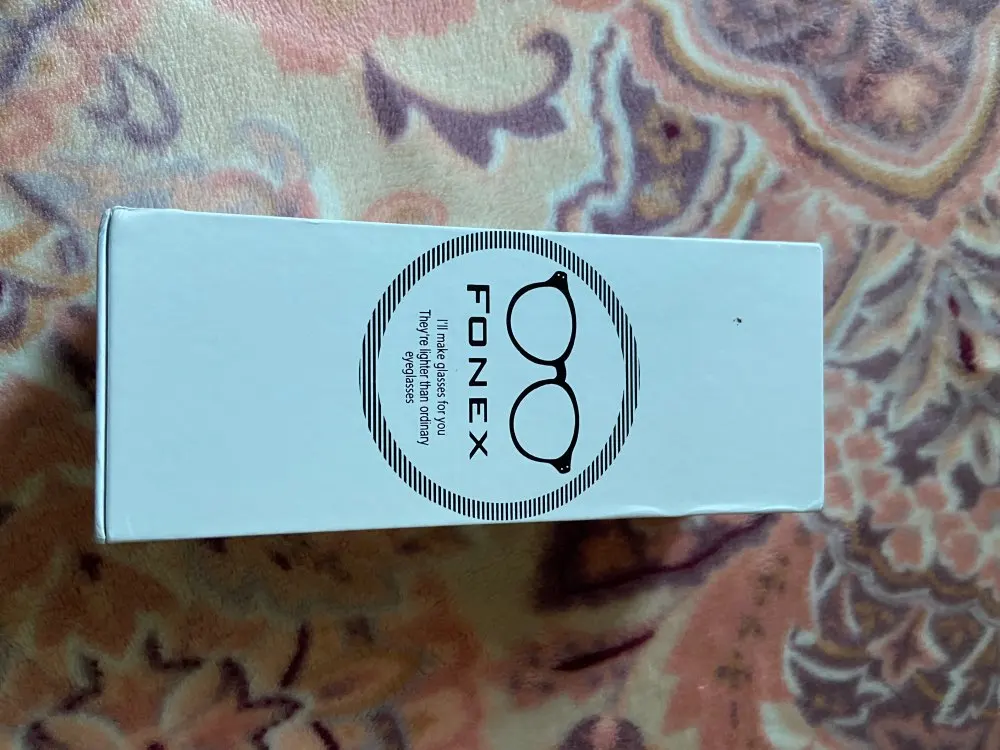 FONEX
I'll make glasses for you
They're lighter than ordinary
eyeglasses